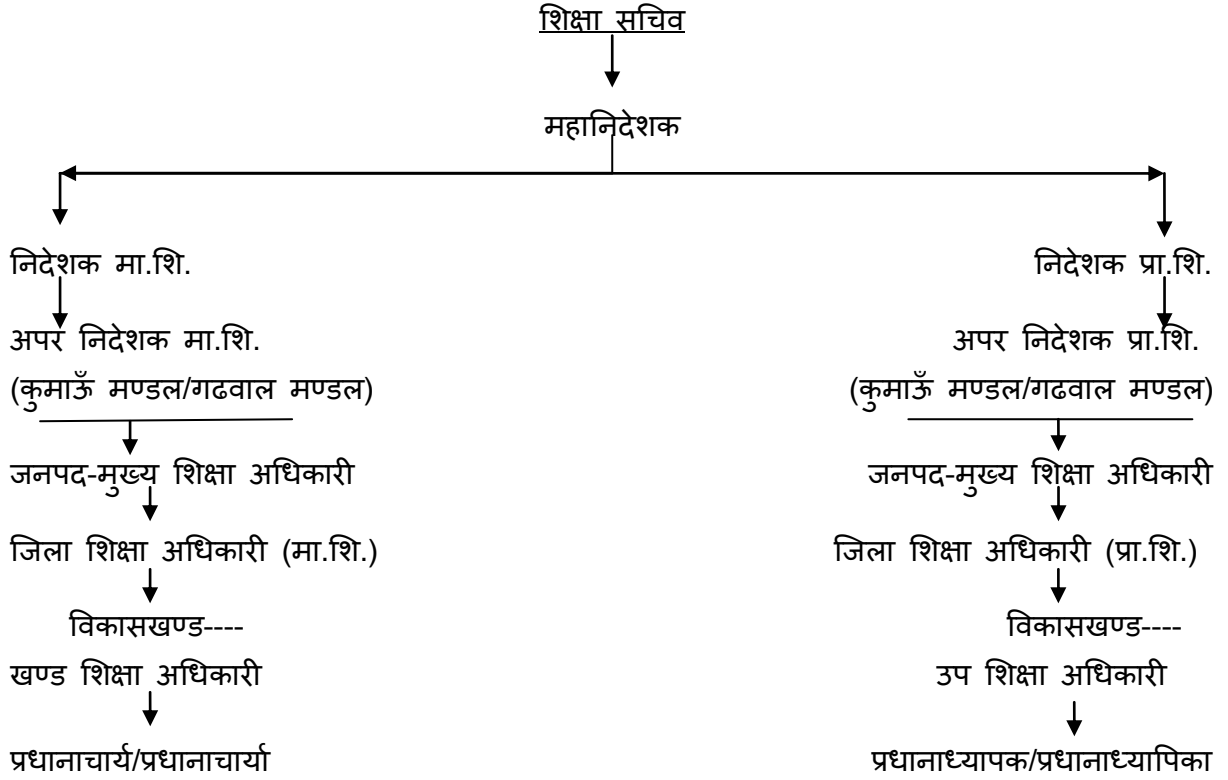 शिक्षा सचिव
महानिदेशक
निदेशक मा.शि.
निदेशक प्रा.शि.
अपर निदेशक मा.शि.
अपर निदेशक प्रा.शि.
(कुमाऊँ मण्डल/गढवाल मण्डल)
(कुमाऊँ मण्डल/गढवाल मण्डल)
जनपद-मुख्य शिक्षा अधिकारी
जनपद-मुख्य शिक्षा अधिकारी
जिला शिक्षा अधिकारी (मा.शि.)
जिला शिक्षा अधिकारी (प्रा.शि.)
विकासखण्ड----
विकासखण्ड----
खण्ड शिक्षा अधिकारी
उप शिक्षा अधिकारी
प्रधानाचार्य/प्रधानाचार्या
प्रधानाध्यापक/प्रधानाध्यापिका